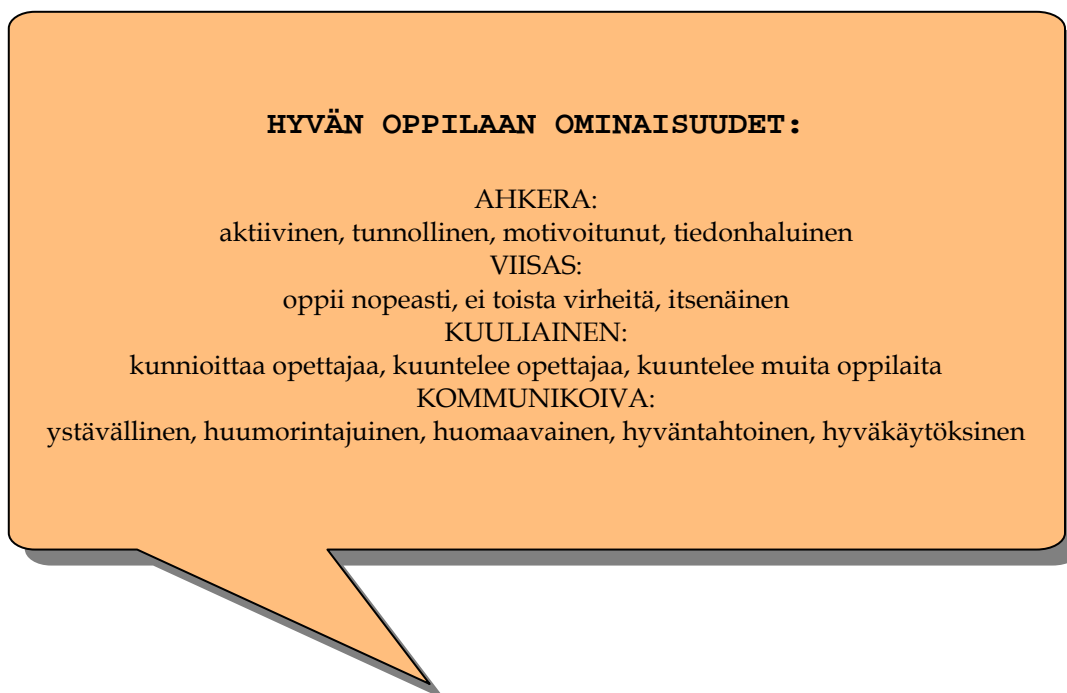 HYVÄN OPPILAAN OMINAISUUDET:
AHKERA:
aktiivinen, tunnollinen, motivoitunut, tiedonhaluinen
VIISAS:
oppii nopeasti, ei toista virheitä, itsenäinen
KUULIAINEN:
kunnioittaa opettajaa, kuuntelee opettajaa, kuuntelee muita oppilaita
KOMMUNIKOIVA:
ystävällinen, huumorintajuinen, huomaavainen, hyväntahtoinen, hyväkäytöksinen